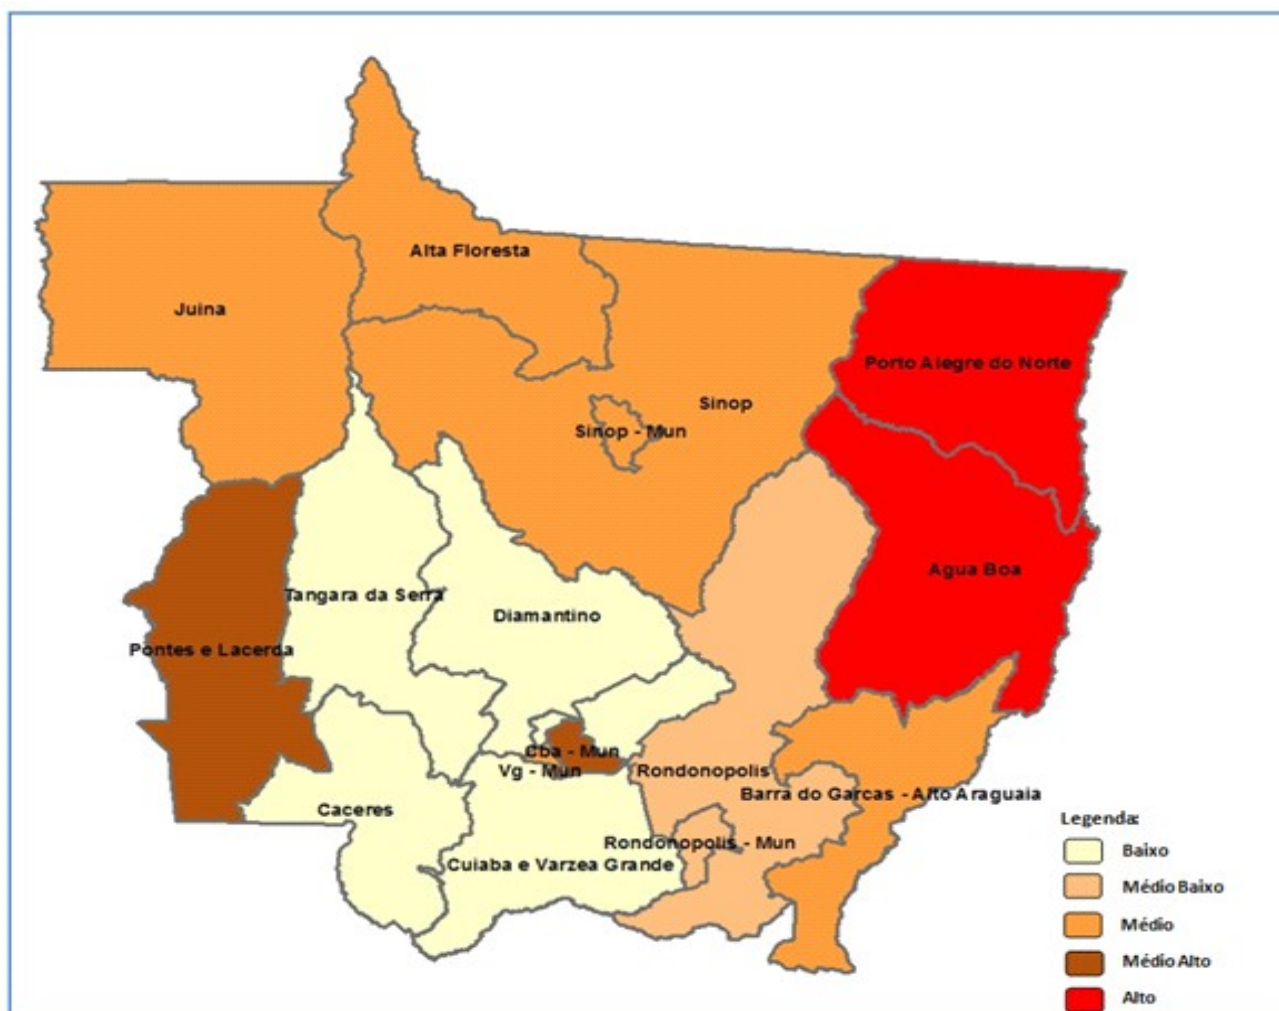 Alta Floresta
Juina
Porto Alegre do Norte
Sinop
Sinop - Mun
Agua Boa
Tangara da Serra
Diamantino
Pontes e Lacerda
Cba - Mun
Vg - Mun
Rondonopolis
Barra do Garcas - Alto Araguaia
Caceres
Rondonopolis - Mun
Cuiaba e Varzea Grande
Legenda:
Baixo
Médio Baixo
Médio
Médio Alto
Alto